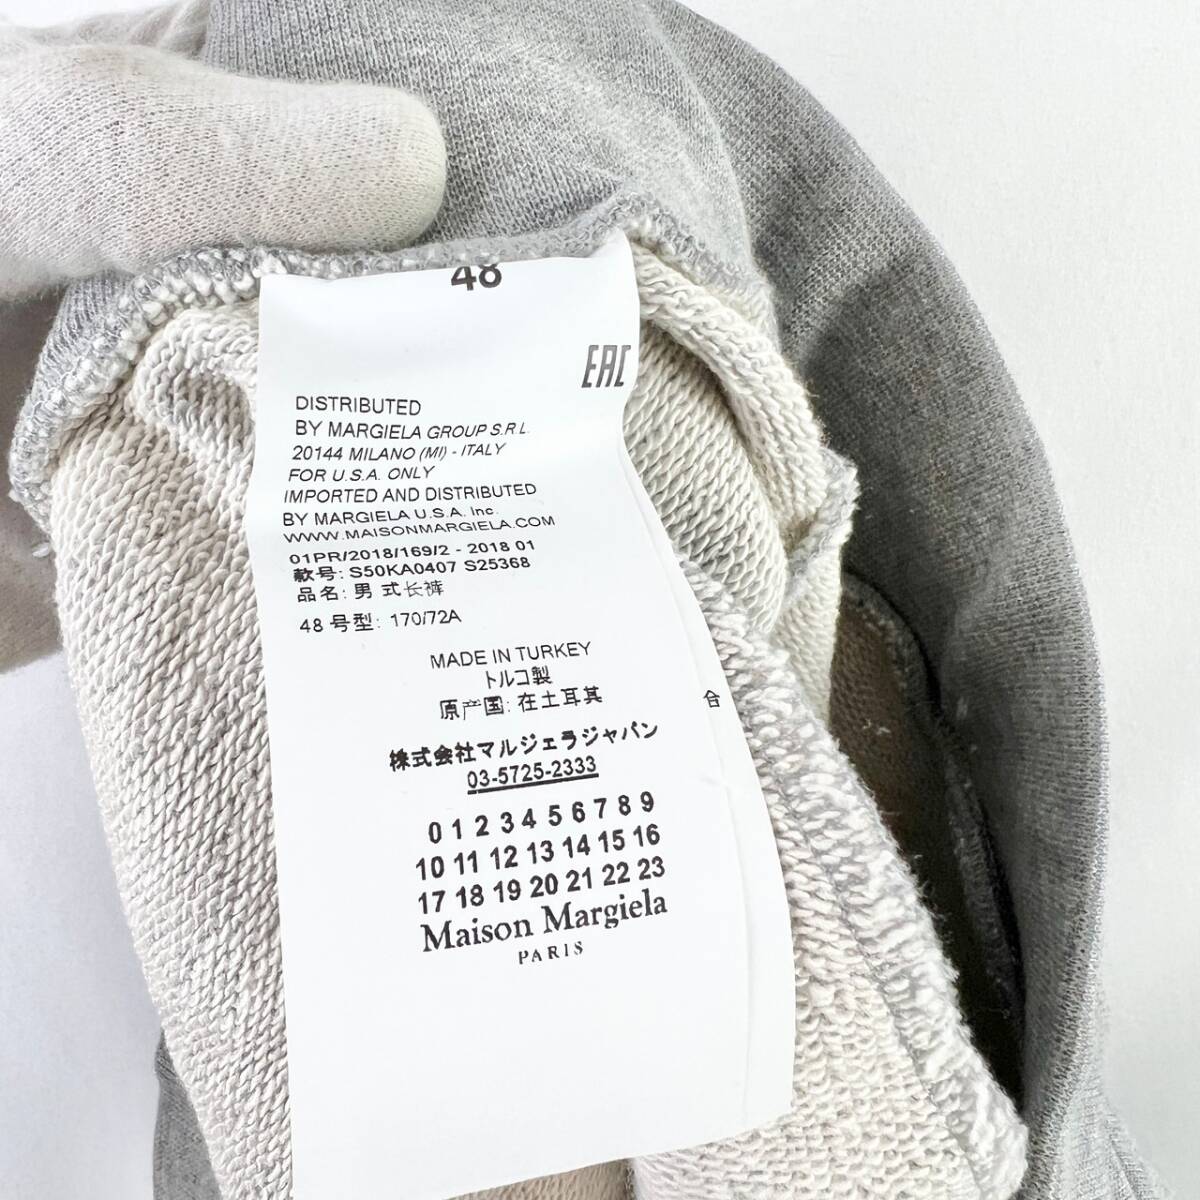 48
EAC
DISTRIBUTED
BY MARGIELA GROUP S.R.L.
20144 MILANO (MI) - ITALY
FOR U.S.A. ONLY
IMPORTED AND DISTRIBUTED
BY MARGIELA U.S.A. Inc.
WWW.MAISONMARGIELA.COM
01PR/2018/169/2 - 2018 01
款号: S50KA0407 S25368
品名: 男 式长裤
48 号型: 170/72A
MADE IN TURKEY
トルコ製
原产国: 在土耳其
合
株式会社マルジェラジャパン
03-5725-2333
0 1 2 3 4 5 6 7 8 9
10 11 12 13 14 15 16
17 18 19 20 21 22 23
Maison Margiela
PARIS